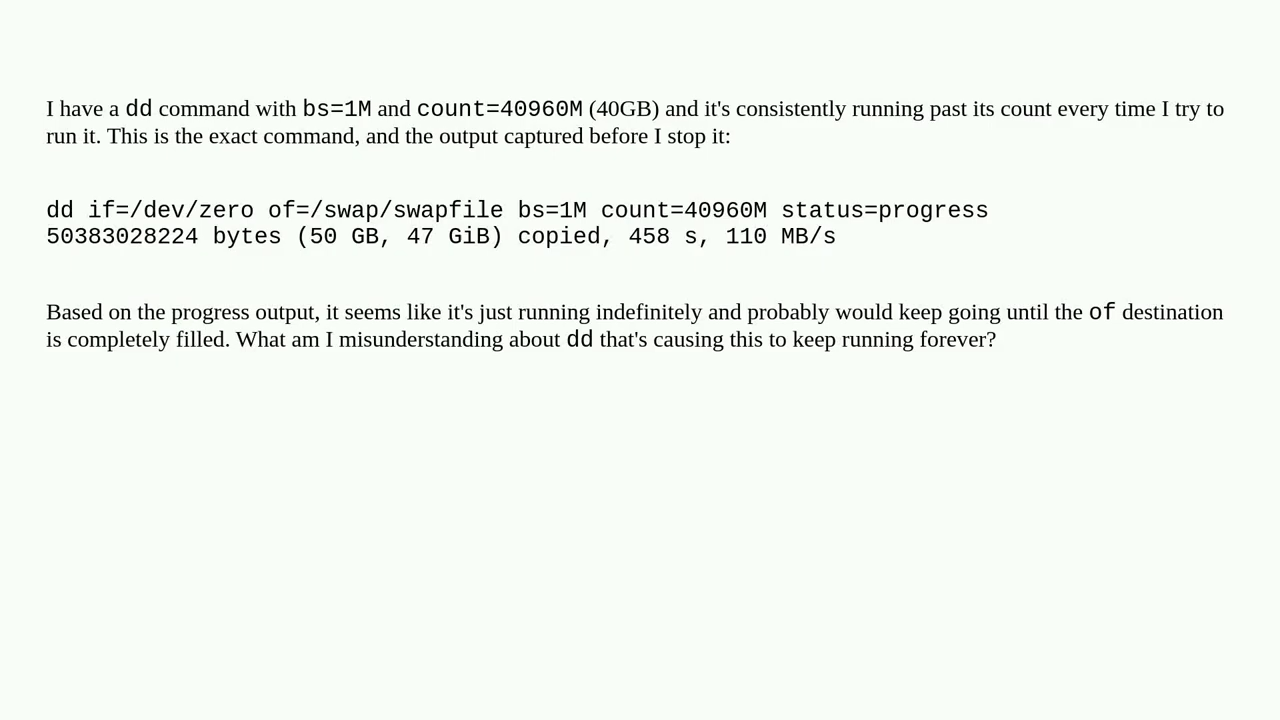 I have a dd command with bs=1M and count=40960M (40GB) and it's consistently running past its count every time I try to
run it. This is the exact command, and the output captured before I stop it:
dd if=/dev/zero of=/swap/swapfile bs=1M count=40960M status=progress
50383028224 bytes (50 GB, 47 GiB) copied, 458 s, 110 MB/s
Based on the progress output, it seems like it's just running indefinitely and probably would keep going until the of destination
is completely filled. What am I misunderstanding about dd that's causing this to keep running forever?